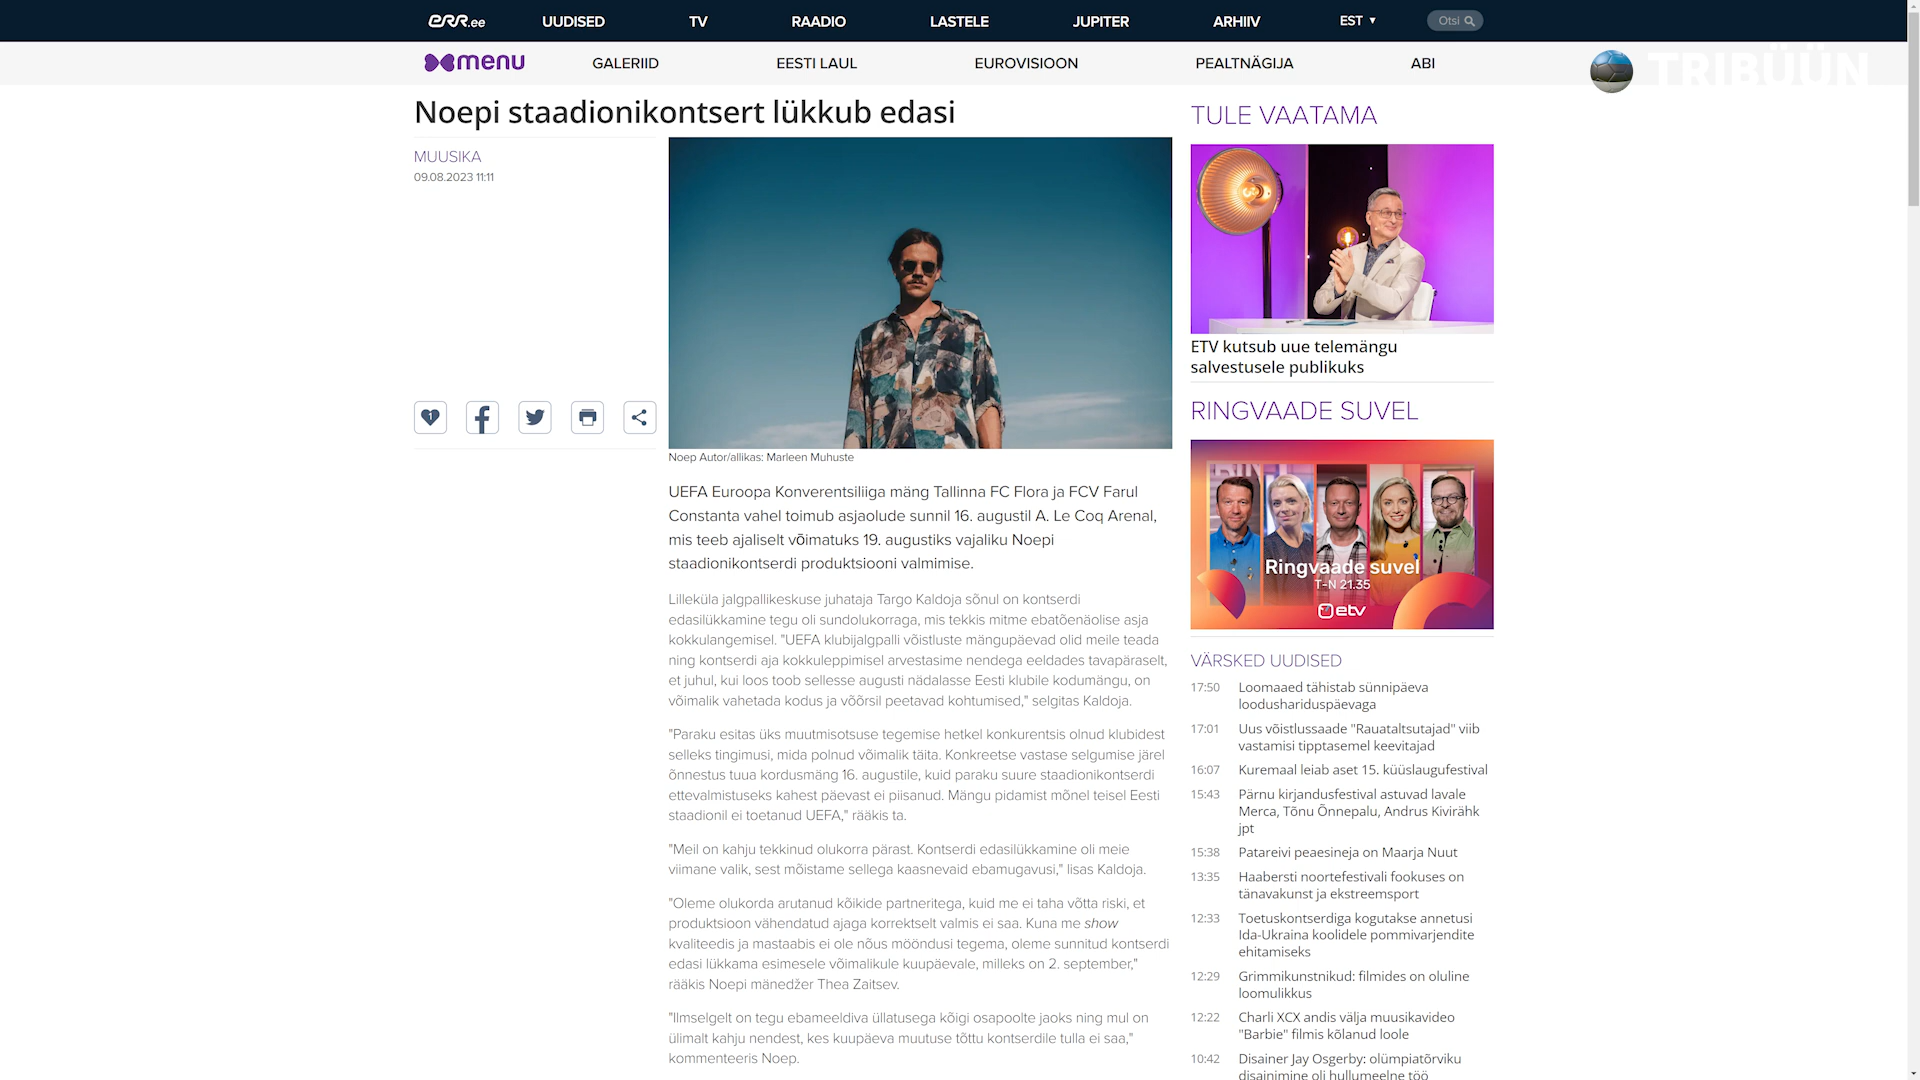 err.ee
UUDISED
TV
RAADIO
LASTELE
JUPITER
ARHIIV
EST ▼
Otsi
menu
GALERIID
EESTI LAUL
EUROVISIOON
PEALTNÄGIJA
ABI
TRIBÜÜN
Noepi staadionikontsert lükkub edasi
MUUSIKA
09.08.2023 11:11
1
Noep Autor/allikas: Marleen Muhuste
UEFA Euroopa Konverentsiliiga mäng Tallinna FC Flora ja FCV Farul
Constanta vahel toimub asjaolude sunnil 16. augustil A. Le Coq Arenal,
mis teeb ajaliselt võimatuks 19. augustiks vajaliku Noepi
staadionikontserdi produktsiooni valmimise.
Lilleküla jalgpallikeskuse juhataja Targo Kaldoja sõnul on kontserdi
edasilükkamine tegu oli sundolukorraga, mis tekkis mitme ebatõenäolise asja
kokkulangemisel. "UEFA klubijalgpalli võistluste mängupäevad olid meile teada
ning kontserdi aja kokkuleppimisel arvestasime nendega eeldades tavapäraselt,
et juhul, kui loos toob sellesse augusti nädalasse Eesti klubile kodumängu, on
võimalik vahetada kodus ja võõrsil peetavad kohtumised," selgitas Kaldoja.
"Paraku esitas üks muutmisotsuse tegemise hetkel konkurentsis olnud klubidest
selleks tingimusi, mida polnud võimalik täita. Konkreetse vastase selgumise järel
õnnestus tuua kordusmäng 16. augustile, kuid paraku suure staadionikontserdi
ettevalmistuseks kahest päevast ei piisanud. Mängu pidamist mõnel teisel Eesti
staadionil ei toetanud UEFA," rääkis ta.
"Meil on kahju tekkinud olukorra pärast. Kontserdi edasilükkamine oli meie
viimane valik, sest mõistame sellega kaasnevaid ebamugavusi," lisas Kaldoja.
"Oleme olukorda arutanud kõikide partneritega, kuid me ei taha võtta riski, et
produktsioon vähendatud ajaga korrektselt valmis ei saa. Kuna me show
kvaliteedis ja mastaabis ei ole nõus mööndusi tegema, oleme sunnitud kontserdi
edasi lükkama esimesele võimalikule kuupäevale, milleks on 2. september,"
rääkis Noepi mänedžer Thea Zaitsev.
"Ilmselgelt on tegu ebameeldiva üllatusega kõigi osapoolte jaoks ning mul on
ülimalt kahju nendest, kes kuupäeva muutuse tõttu kontserdile tulla ei saa,"
kommenteeris Noep.
TULE VAATAMA
ETV kutsub uue telemängu
salvestusele publikuks
RINGVAADE SUVEL
Ringvaade suvel
T-N 21.35
etv
VÄRSKED UUDISED
17:50 Loomaaed tähistab sünnipäeva
loodushariduspäevaga
17:01 Uus võistlussaade "Rauataltsutajad" viib
vastamisi tipptasemel keevitajad
16:07 Kuremaal leiab aset 15. küüslaugufestival
15:43 Pärnu kirjandusfestival astuvad lavale
Merca, Tõnu Õnnepalu, Andrus Kivirähk
jpt
15:38 Patareivi peaesineja on Maarja Nuut
13:35 Haabersti noortefestivali fookuses on
tänavakunst ja ekstreemsport
12:33 Toetuskontserdiga kogutakse annetusi
Ida-Ukraina koolidele pommivarjendite
ehitamiseks
12:29 Grimmikunstnikud: filmides on oluline
loomulikkus
12:22 Charli XCX andis välja muusikavideo
"Barbie" filmis kõlanud loole
10:42 Disainer Jay Osgerby: olümpiatõrviku
disainimine oli hullumeelne töö